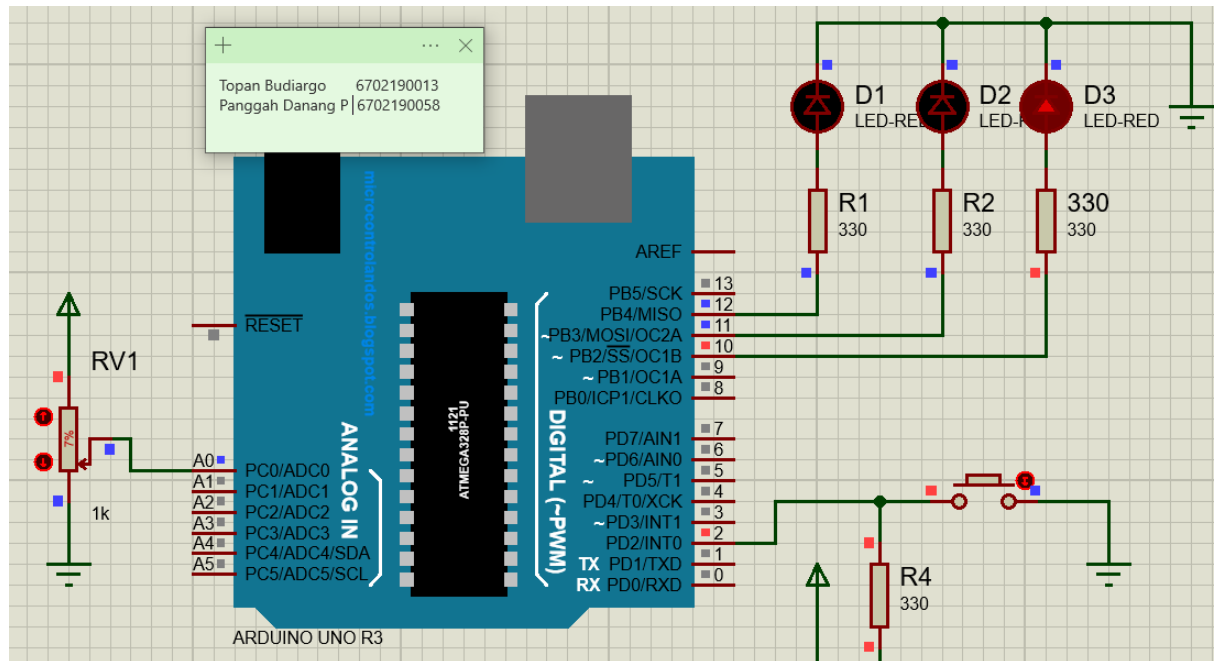 Topan Budiargo 6702190013
Panggah Danang P 6702190058
microcontrolandos.blogspot.com
D1
LED-RE
D2
LED-
D3
LED-RED
R1
330
R2
330
330
330
AREF
RESET
PB5/SCK 13
PB4/MISO 12
~PB3/MOSI/OC2A 11
~ PB2/SS/OC1B 10
~ PB1/OC1A 9
PB0/ICP1/CLKO 8
1121
ATMEGA328P-PU
DIGITAL (~PWM)
ANALOG IN
RV1
7%
1k
A0 PC0/ADC0
A1 PC1/ADC1
A2 PC2/ADC2
A3 PC3/ADC3
A4 PC4/ADC4/SDA
A5 PC5/ADC5/SCL
PD7/AIN1 7
~PD6/AIN0 6
~ PD5/T1 5
PD4/T0/XCK 4
~PD3/INT1 3
PD2/INT0 2
TX PD1/TXD 1
RX PD0/RXD 0
R4
330
ARDUINO UNO R3